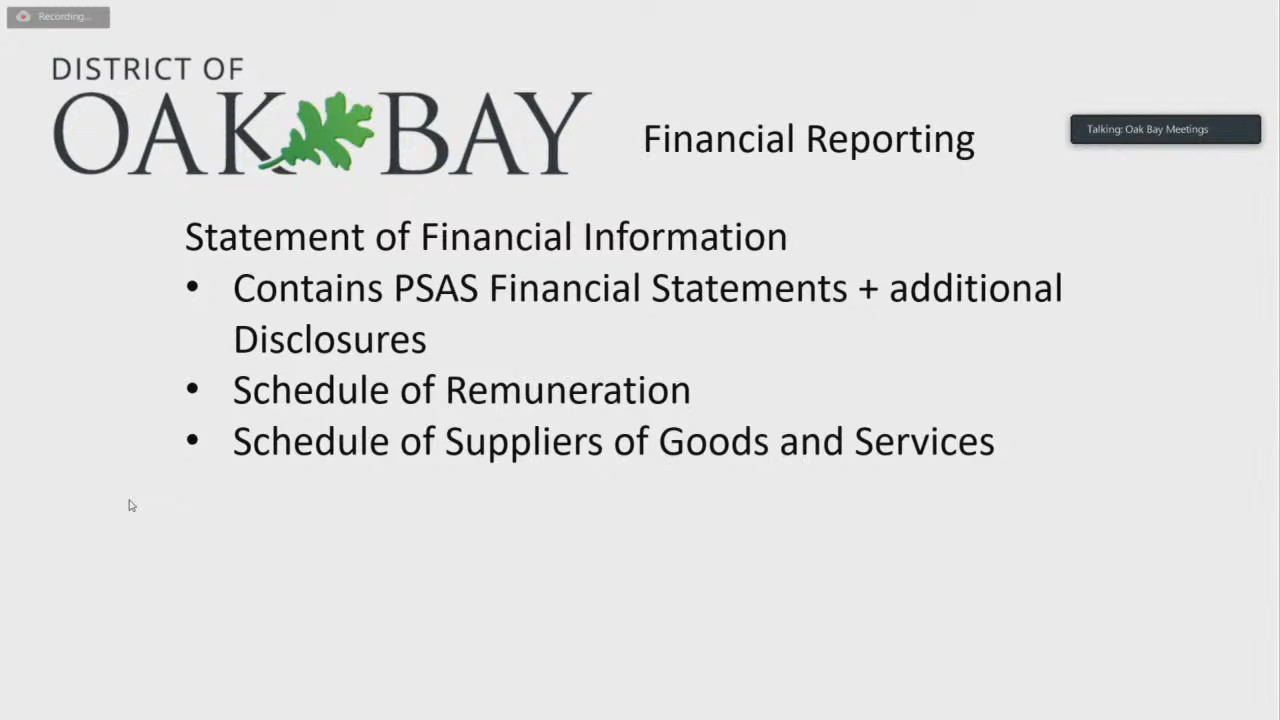 Recording...
DISTRICT OF
OAK BAY
Financial Reporting
Talking: Oak Bay Meetings
Statement of Financial Information
• Contains PSAS Financial Statements + additional
Disclosures
• Schedule of Remuneration
• Schedule of Suppliers of Goods and Services